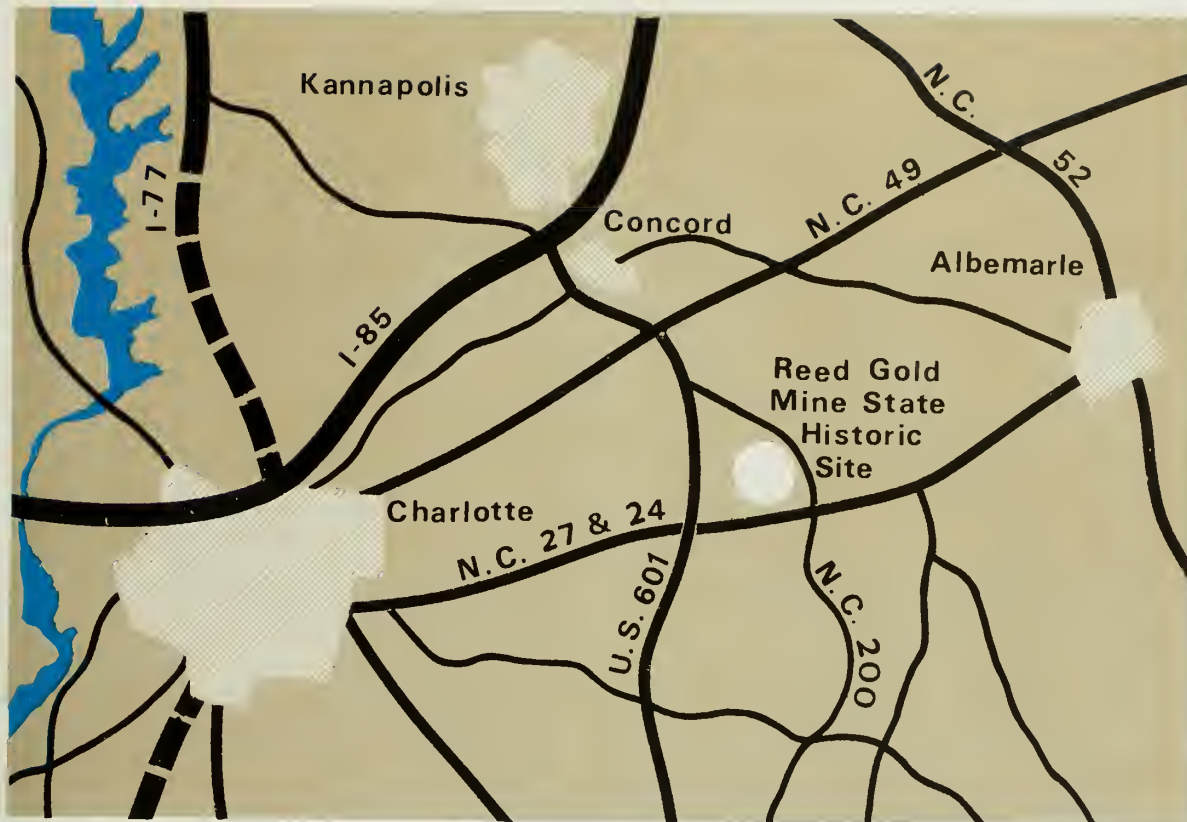 Kannapolis
N.C.
52
I-77
N.C. 49
Concord
Albemarle
I-85
Reed Gold
Mine State
Historic
Site
Charlotte
N.C. 27 & 24
U.S. 601
N.C. 200